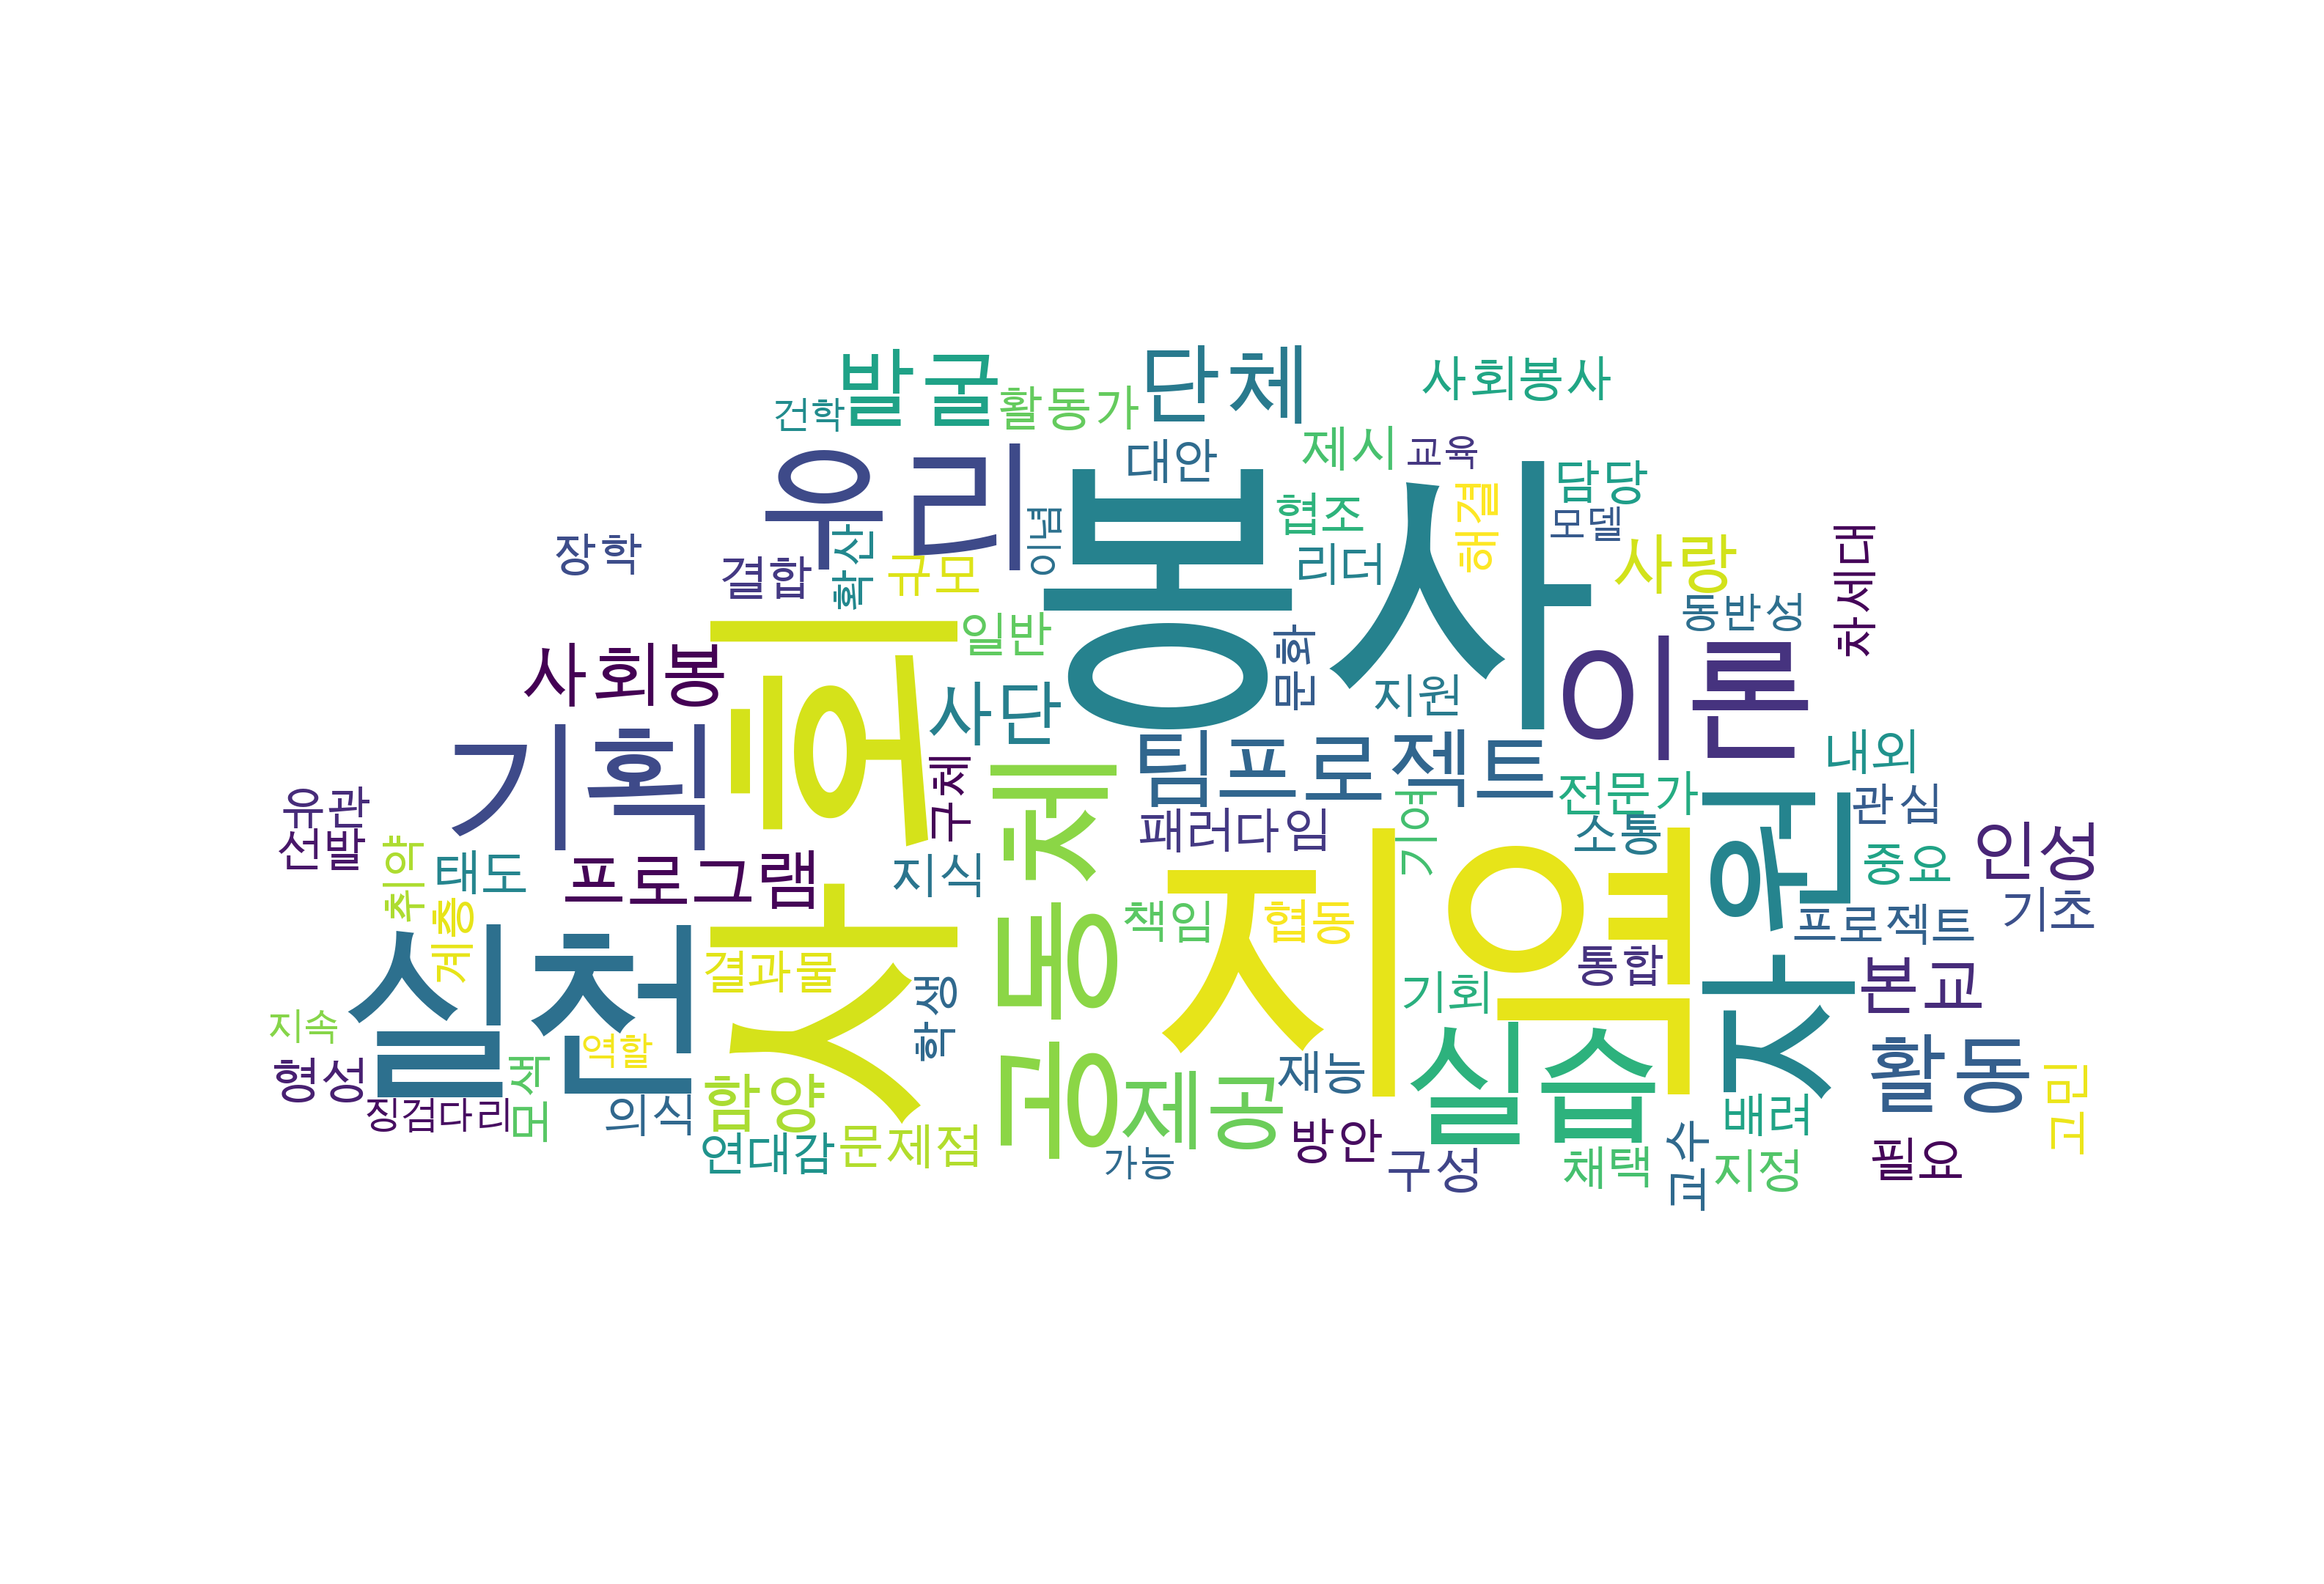 발굴
단체
사회봉사
건학
활동가
우리
대안
제시
교육
봉사
담당
협조
해결
모델
이념
장학
확산
결합
규모
리더
사랑
차세대
동반성
일반
사회봉
사회
문화
이론
사단
지원
기획
팀프로젝트
내외
구체
공동체
전문가
유관
관심
패러다임
기유
소통
자원
선발
취약
태도
프로그램
지식
지역
중요
인성
계층
책임
협동
프로젝트
기초
실천
결과물
통합
본교
학생
기회
지속
역할
실습
활동
형성
모색
함양
제공
재능
고민
징검다리
의식
배려
연대감
문제점
가능
방안
구성
채택
교수
지정
필요